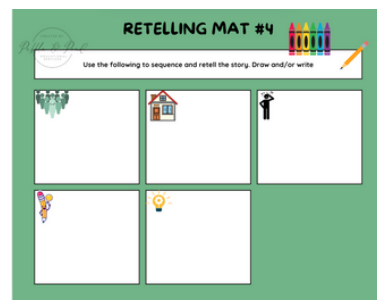 RETELLING MAT #4
Use the following to sequence and retell the story. Draw and/or write